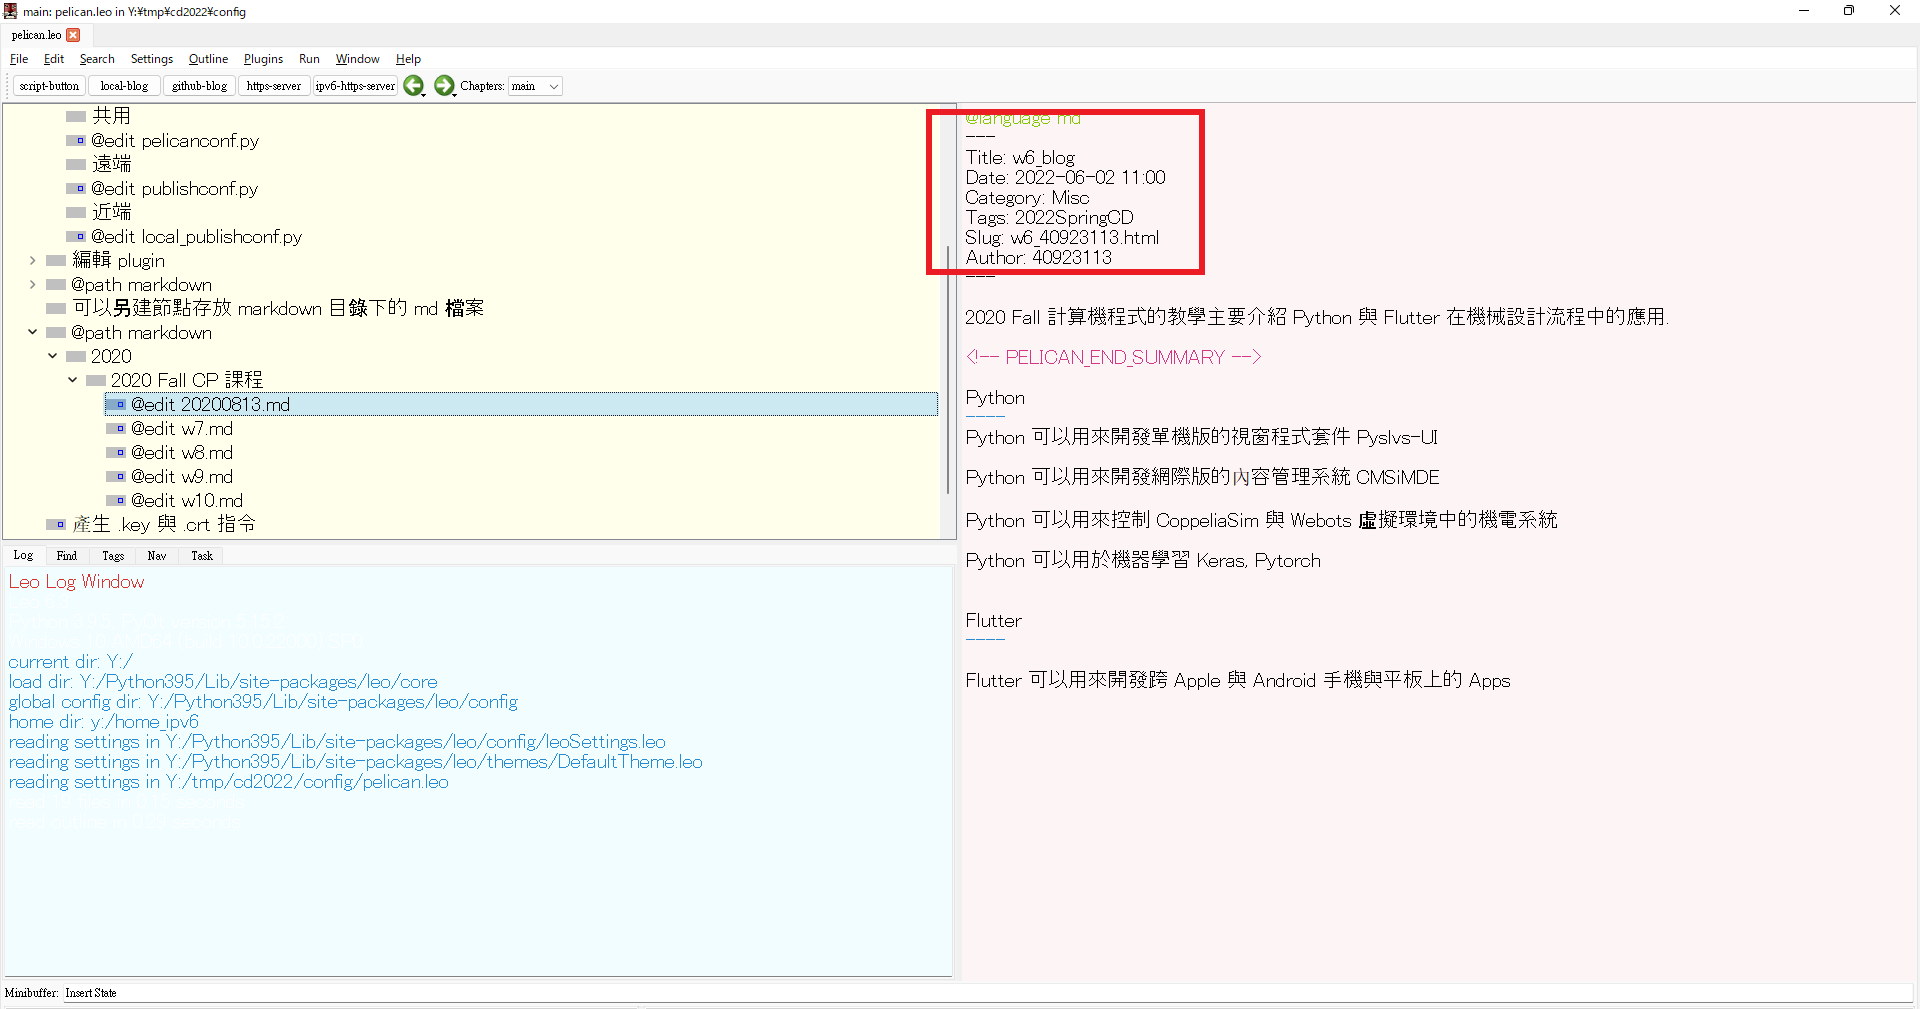 main: pelican.leo in Y:¥tmp¥cd2022¥config
pelican.leo
File Edit Search Settings Outline Plugins Run Window Help
script-button local-blog github-blog https-server ipv6-https-server Chapters: main
共用
@edit pelicanconf.py
遠端
@edit publishconf.py
近端
@edit local_publishconf.py
編輯 plugin
@path markdown
可以另建節點存放 markdown 目錄下的 md 檔案
@path markdown
2020
2020 Fall CP 課程
@edit 20200813.md
@edit w7.md
@edit w8.md
@edit w9.md
@edit w10.md
產生 .key 與 .crt 指令
Log Find Tags Nav Task
Leo Log Window
current dir: Y:/
load dir: Y:/Python395/Lib/site-packages/leo/core
global config dir: Y:/Python395/Lib/site-packages/leo/config
home dir: y:/home_ipv6
reading settings in Y:/Python395/Lib/site-packages/leo/config/leoSettings.leo
reading settings in Y:/Python395/Lib/site-packages/leo/themes/DefaultTheme.leo
reading settings in Y:/tmp/cd2022/config/pelican.leo
@language md
---
Title: w6_blog
Date: 2022-06-02 11:00
Category: Misc
Tags: 2022SpringCD
Slug: w6_40923113.html
Author: 40923113
---
2020 Fall 計算機程式的教學主要介紹 Python 與 Flutter 在機械設計流程中的應用.
<!-- PELICAN_END_SUMMARY -->
Python
----
Python 可以用來開發單機版的視窗程式套件 Pyslvs-UI
Python 可以用來開發網際版的內容管理系統 CMSiMDE
Python 可以用來控制 CoppeliaSim 與 Webots 虛擬環境中的機電系統
Python 可以用於機器學習 Keras, Pytorch
Flutter
----
Flutter 可以用來開發跨 Apple 與 Android 手機與平板上的 Apps
Minibuffer: Insert State